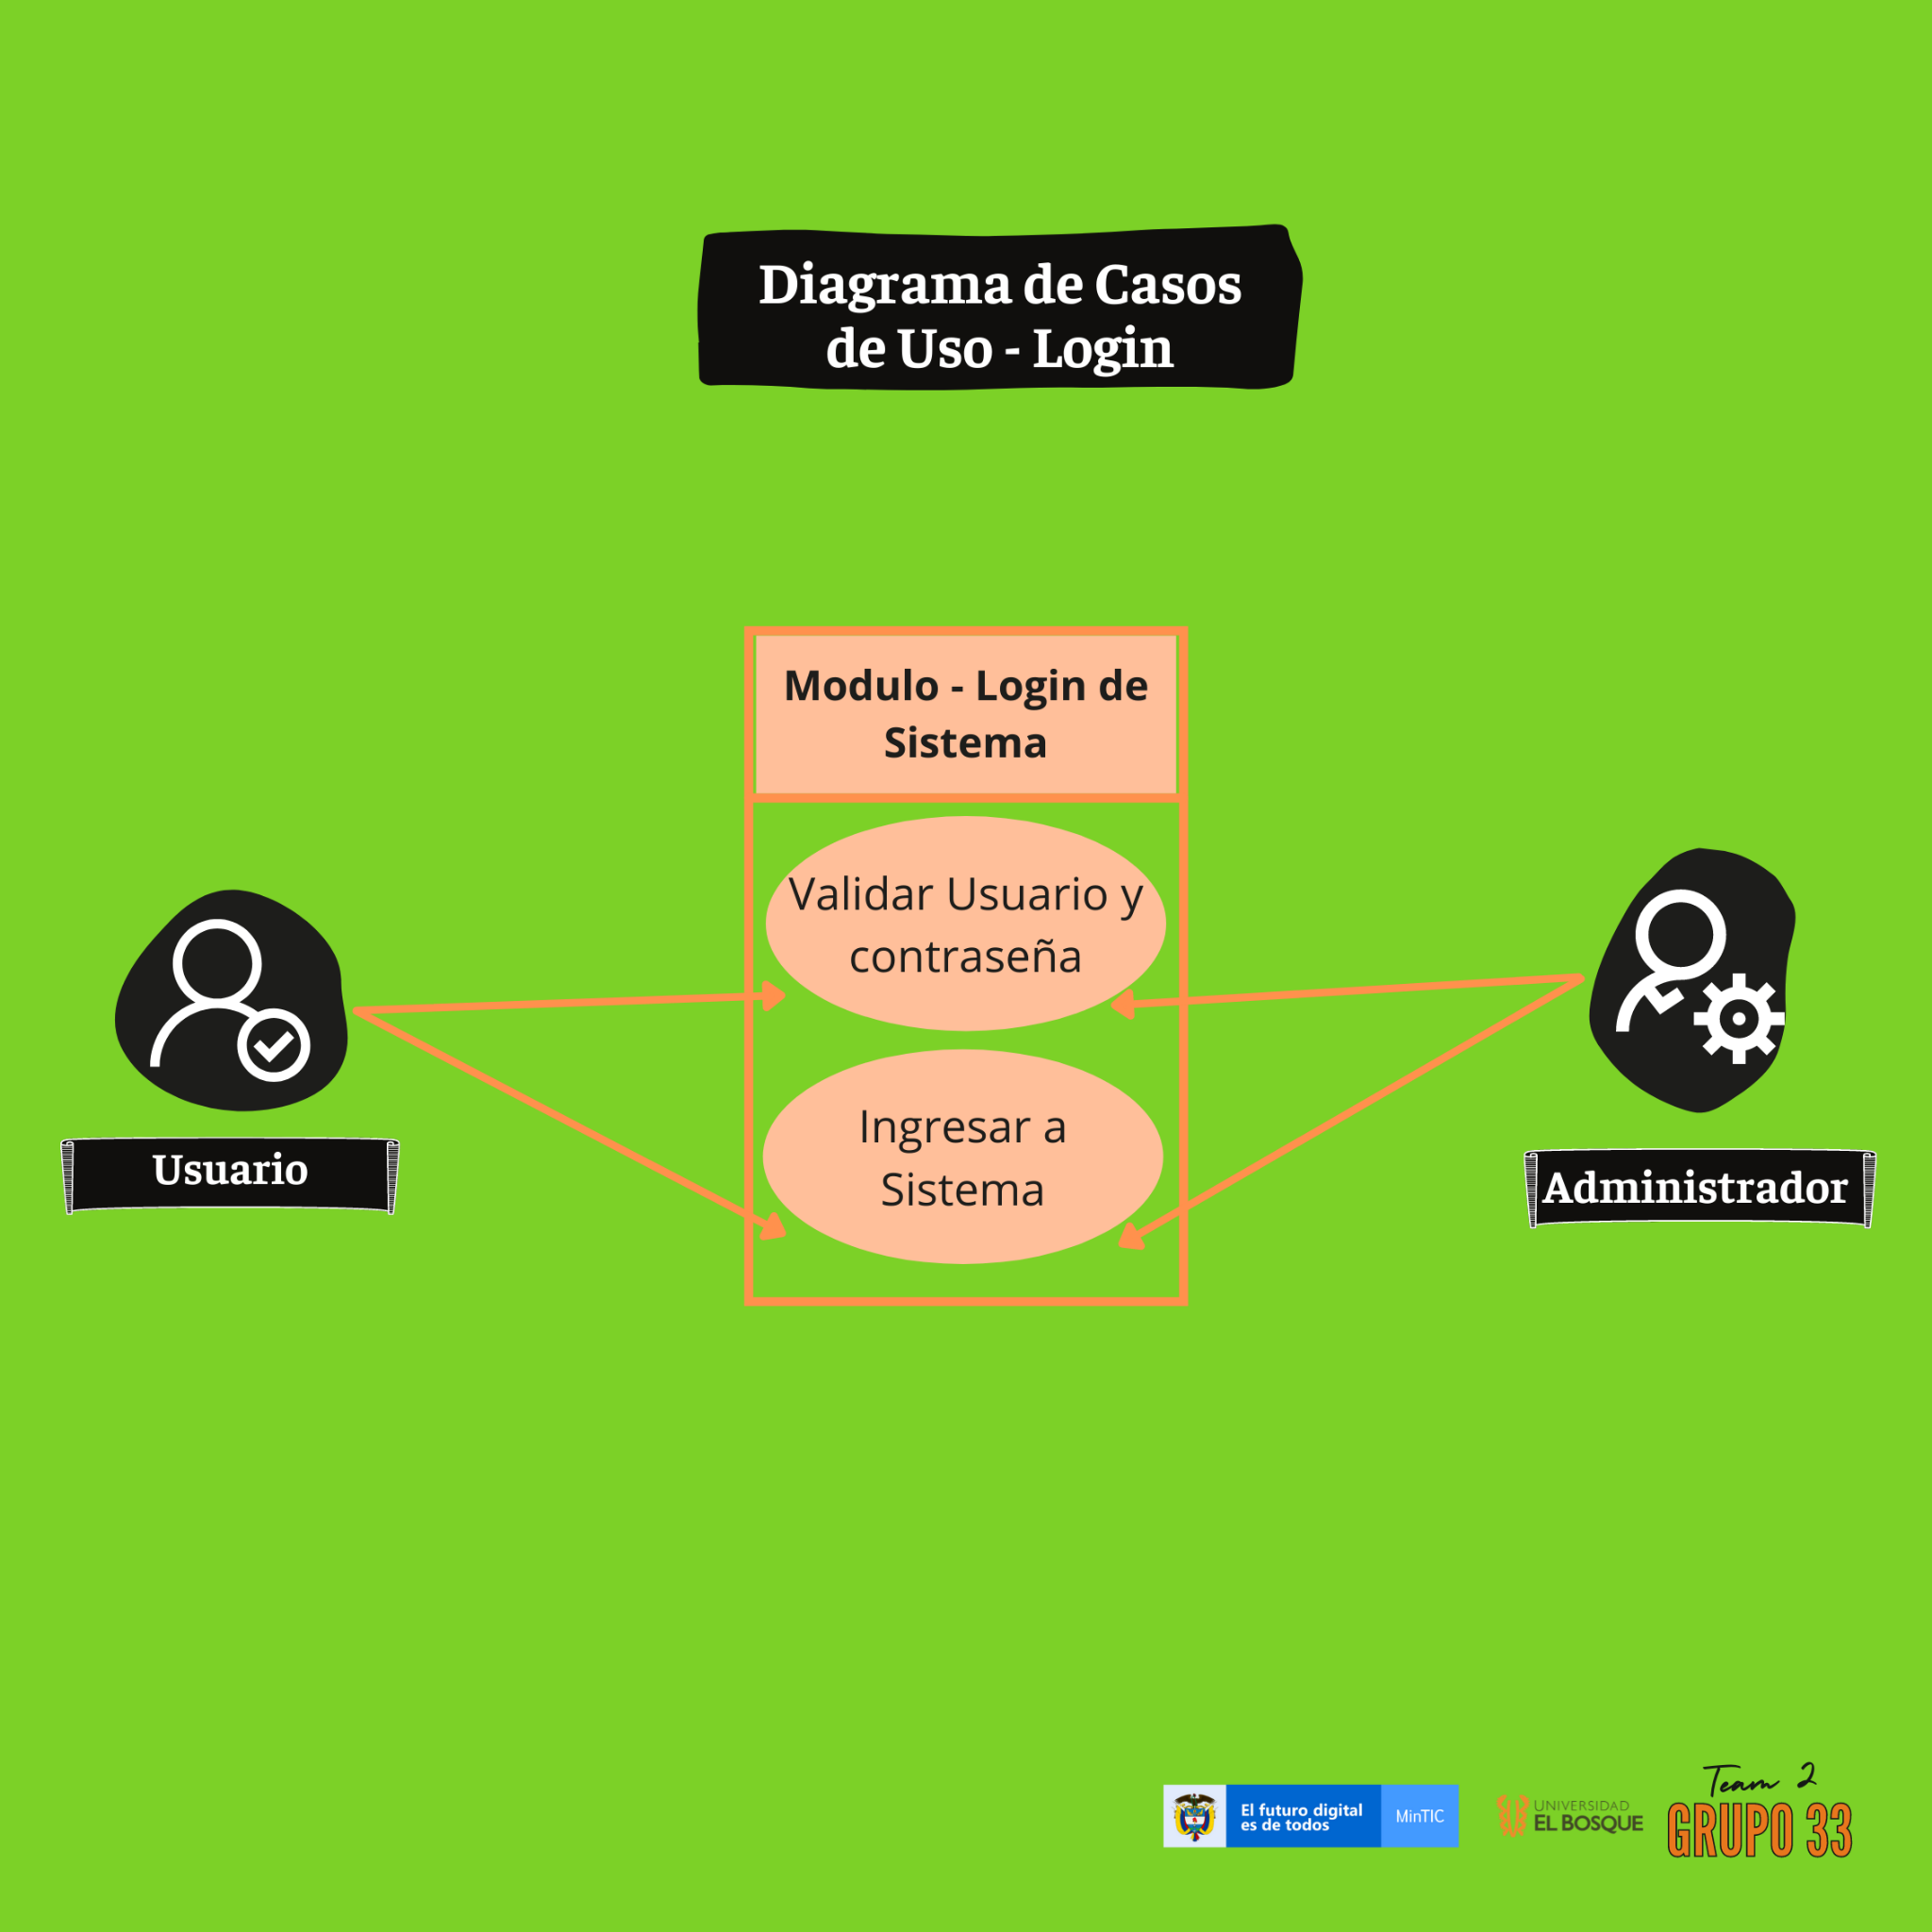 Diagrama de Casos
de Uso - Login
Modulo - Login de
Sistema
Validar Usuario y
contraseña
Ingresar a
Sistema
Usuario
Administrador
El futuro digital
es de todos
MinTIC
UNIVERSIDAD
EL BOSQUE
Team 2
GRUPO 33